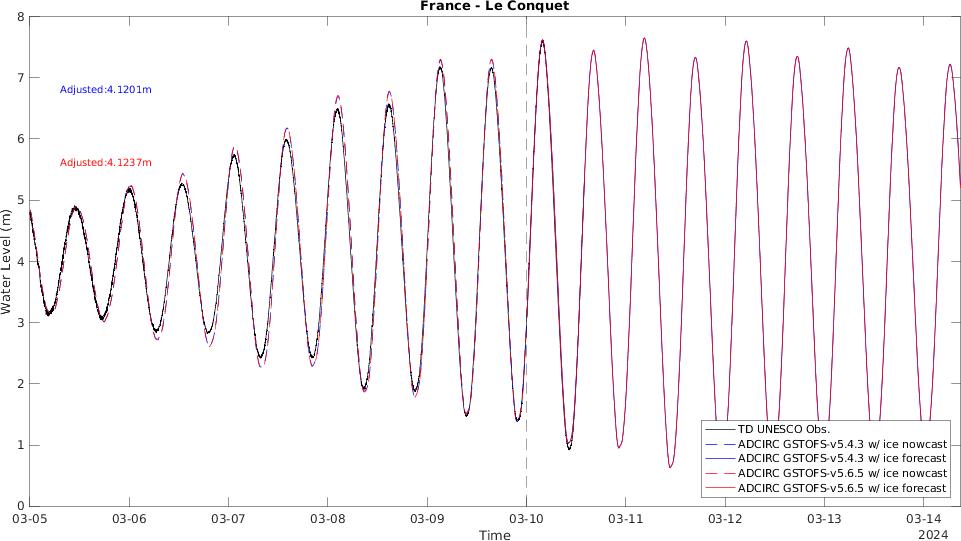 France - Le Conquet
8
7
6
5
4
3
2
1
0
Water Level (m)
Adjusted:4.1201m
Adjusted:4.1237m
TD UNESCO Obs.
ADCIRC GSTOFS-v5.4.3 w/ ice nowcast
ADCIRC GSTOFS-v5.4.3 w/ ice forecast
ADCIRC GSTOFS-v5.6.5 w/ ice nowcast
ADCIRC GSTOFS-v5.6.5 w/ ice forecast
03-05 03-06 03-07 03-08 03-09 03-10 03-11 03-12 03-13 03-14
Time
2024